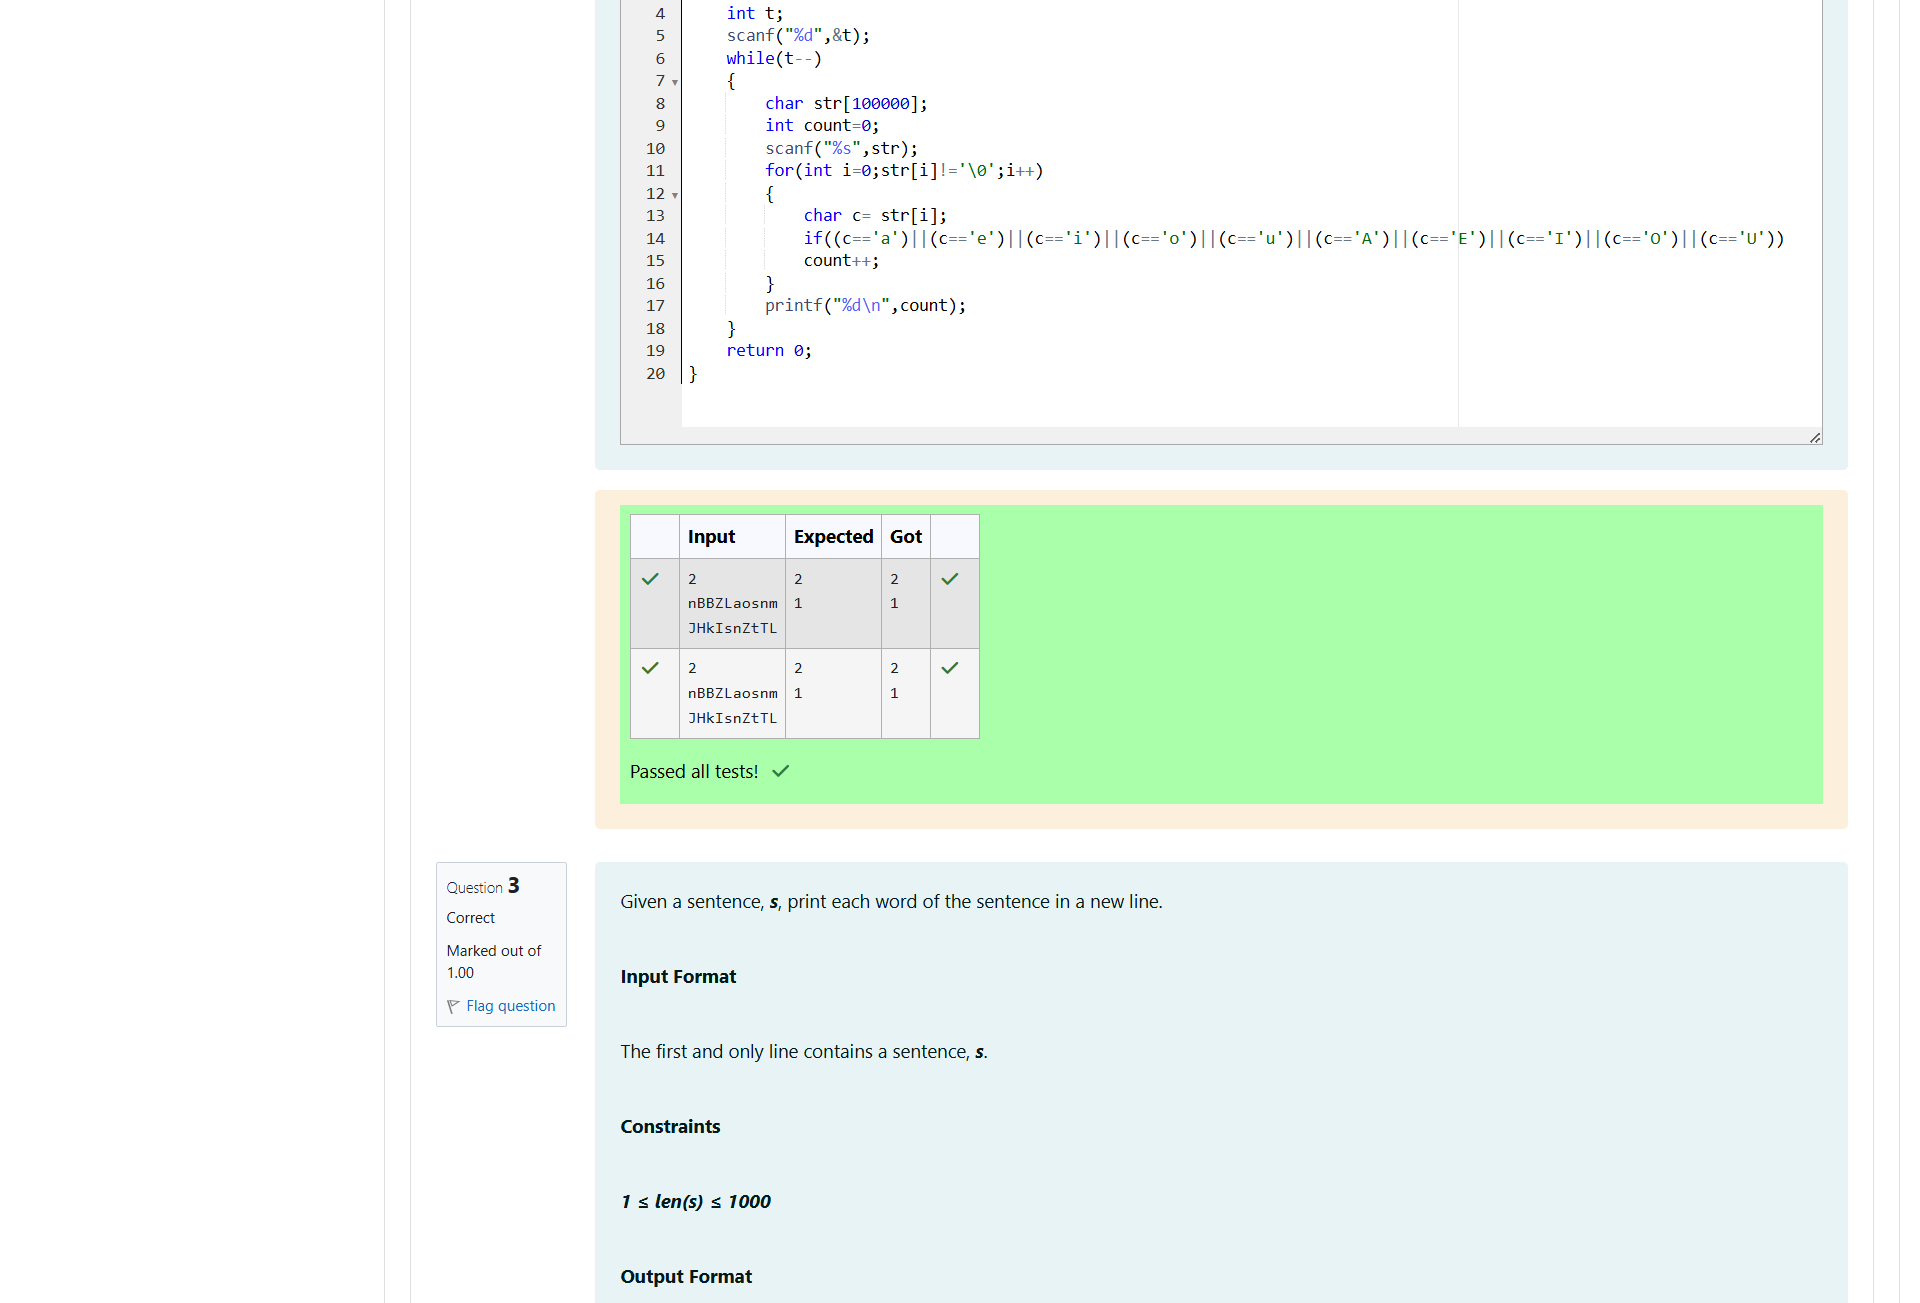 4 int t;
5 scanf("%d",&t);
6 while(t--)
7 {
8 char str[100000];
9 int count=0;
10 scanf("%s",str);
11 for(int i=0;str[i]!='\0';i++)
12 {
13 char c= str[i];
14 if((c=='a')||(c=='e')||(c=='i')||(c=='o')||(c=='u')||(c=='A')||(c=='E')||(c=='I')||(c=='O')||(c=='U'))
15 count++;
16 }
17 printf("%d\n",count);
18 }
19 return 0;
20 }
Input Expected Got
2 2 2
nBBZLaosnm 1 1
JHkIsnZtTL
2 2 2
nBBZLaosnm 1 1
JHkIsnZtTL
Passed all tests!
Question 3
Correct
Marked out of
1.00
Flag question
Given a sentence, s, print each word of the sentence in a new line.
Input Format
The first and only line contains a sentence, s.
Constraints
1 ≤ len(s) ≤ 1000
Output Format